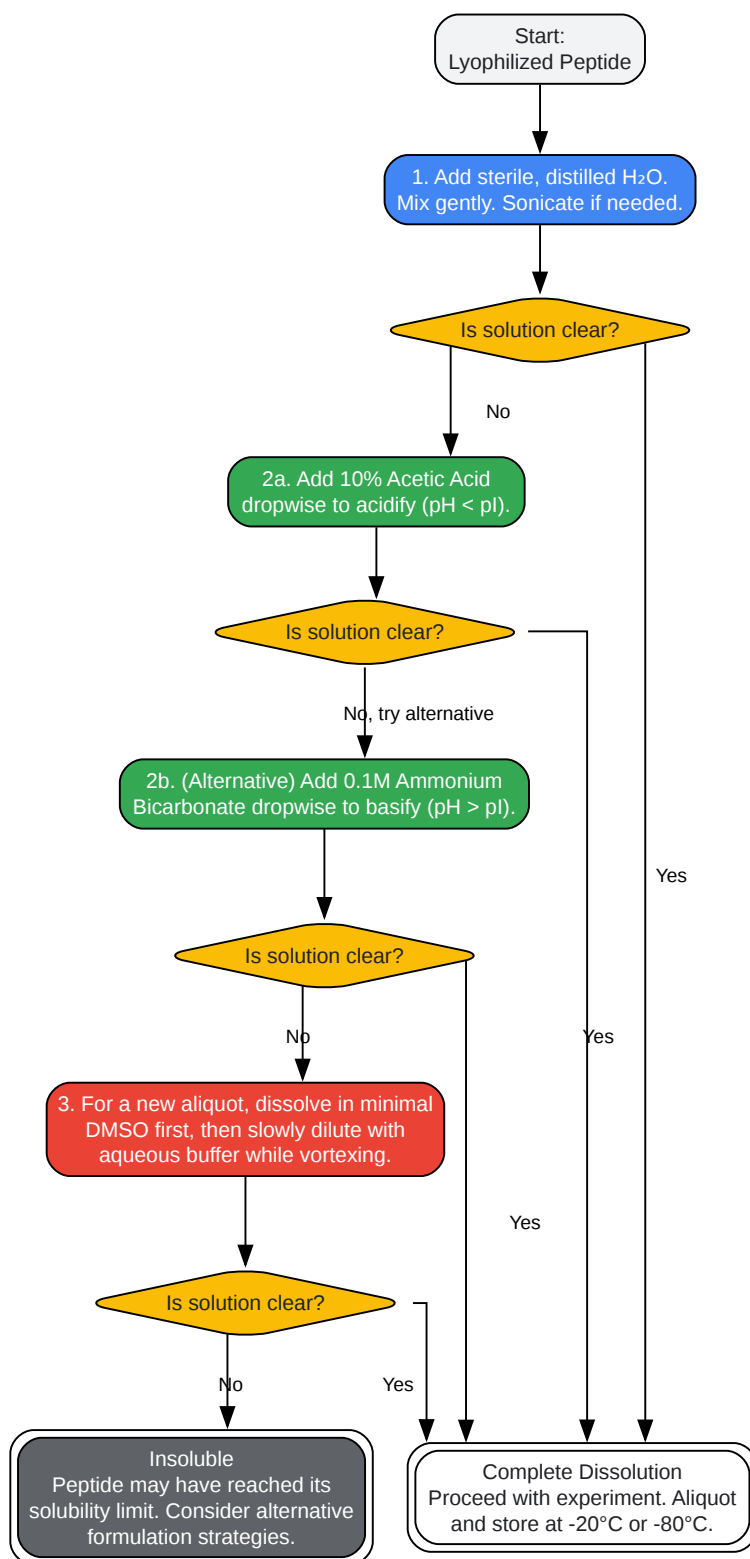 Start:
Lyophilized Peptide
1. Add sterile, distilled H₂O.
Mix gently. Sonicate if needed.
Is solution clear?
No
2a. Add 10% Acetic Acid
dropwise to acidify (pH < pI).
Is solution clear?
No, try alternative
2b. (Alternative) Add 0.1M Ammonium
Bicarbonate dropwise to basify (pH > pI).
Yes
Is solution clear?
No
Yes
3. For a new aliquot, dissolve in minimal
DMSO first, then slowly dilute with
aqueous buffer while vortexing.
Yes
Is solution clear?
No
Yes
Insoluble
Peptide may have reached its
solubility limit. Consider alternative
formulation strategies.
Complete Dissolution
Proceed with experiment. Aliquot
and store at -20°C or -80°C.